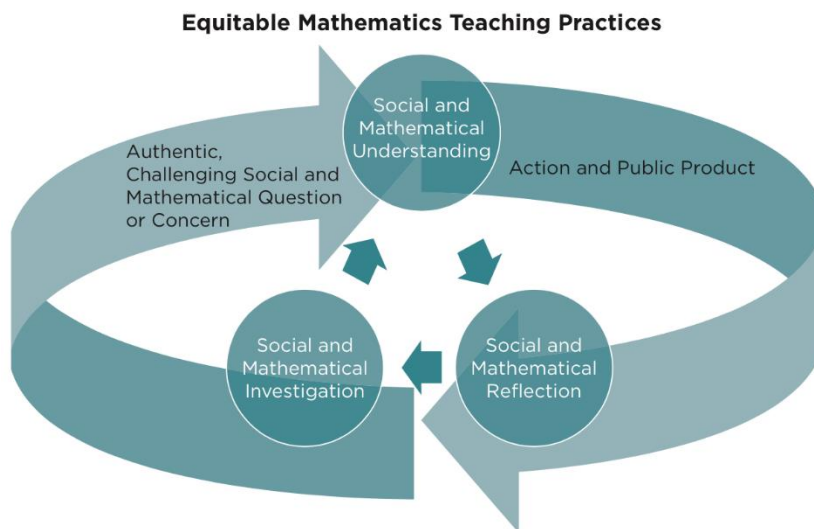 Equitable Mathematics Teaching Practices
Social and
Mathematical
Understanding
Authentic,
Challenging Social and
Mathematical Question
or Concern
Action and Public Product
Social and
Mathematical
Investigation
Social and
Mathematical
Reflection